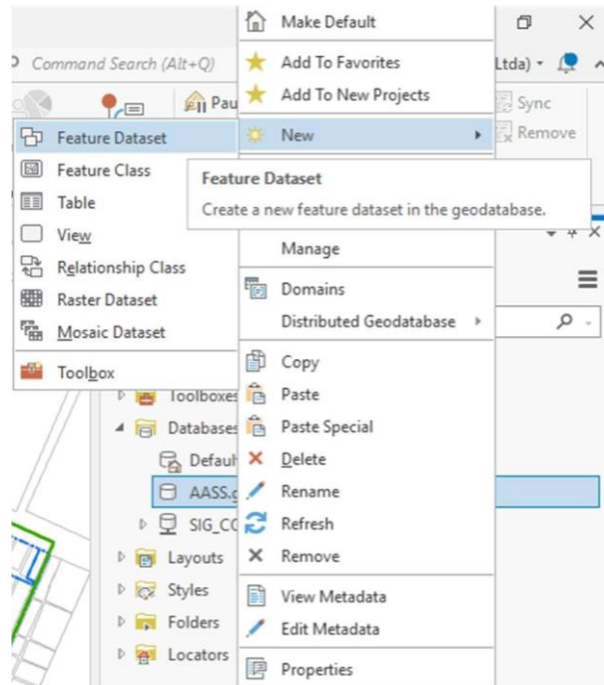 Make Default
Command Search (Alt+Q)
Add To Favorites
Ltda)
Add To New Projects
Pau
Sync
Feature Dataset
New
Remove
Feature Class
Feature Dataset
Table
Create a new feature dataset in the geodatabase.
View
Manage
Relationship Class
Raster Dataset
Domains
Mosaic Dataset
Distributed Geodatabase
Toolbox
Copy
Toolboxes
Paste
Databases
Paste Special
Defaul
Delete
AASS.g
Rename
SIG_CO
Refresh
Layouts
Remove
Styles
View Metadata
Folders
Edit Metadata
Locators
Properties